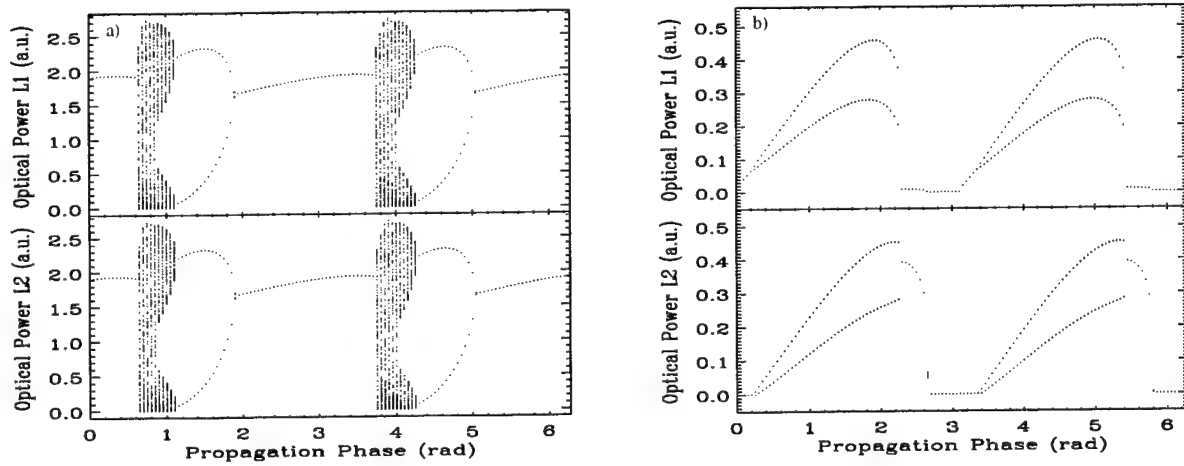 a)
Optical Power L1 (a.u.)
2.5
2.0
1.5
1.0
0.5
0.0
Optical Power L2 (a.u.)
2.5
2.0
1.5
1.0
0.5
0.0
0 1 2 3 4 5 6
Propagation Phase (rad)
b)
Optical Power L1 (a.u.)
0.5
0.4
0.3
0.2
0.1
0.0
Optical Power L2 (a.u.)
0.5
0.4
0.3
0.2
0.1
0.0
0 1 2 3 4 5 6
Propagation Phase (rad)